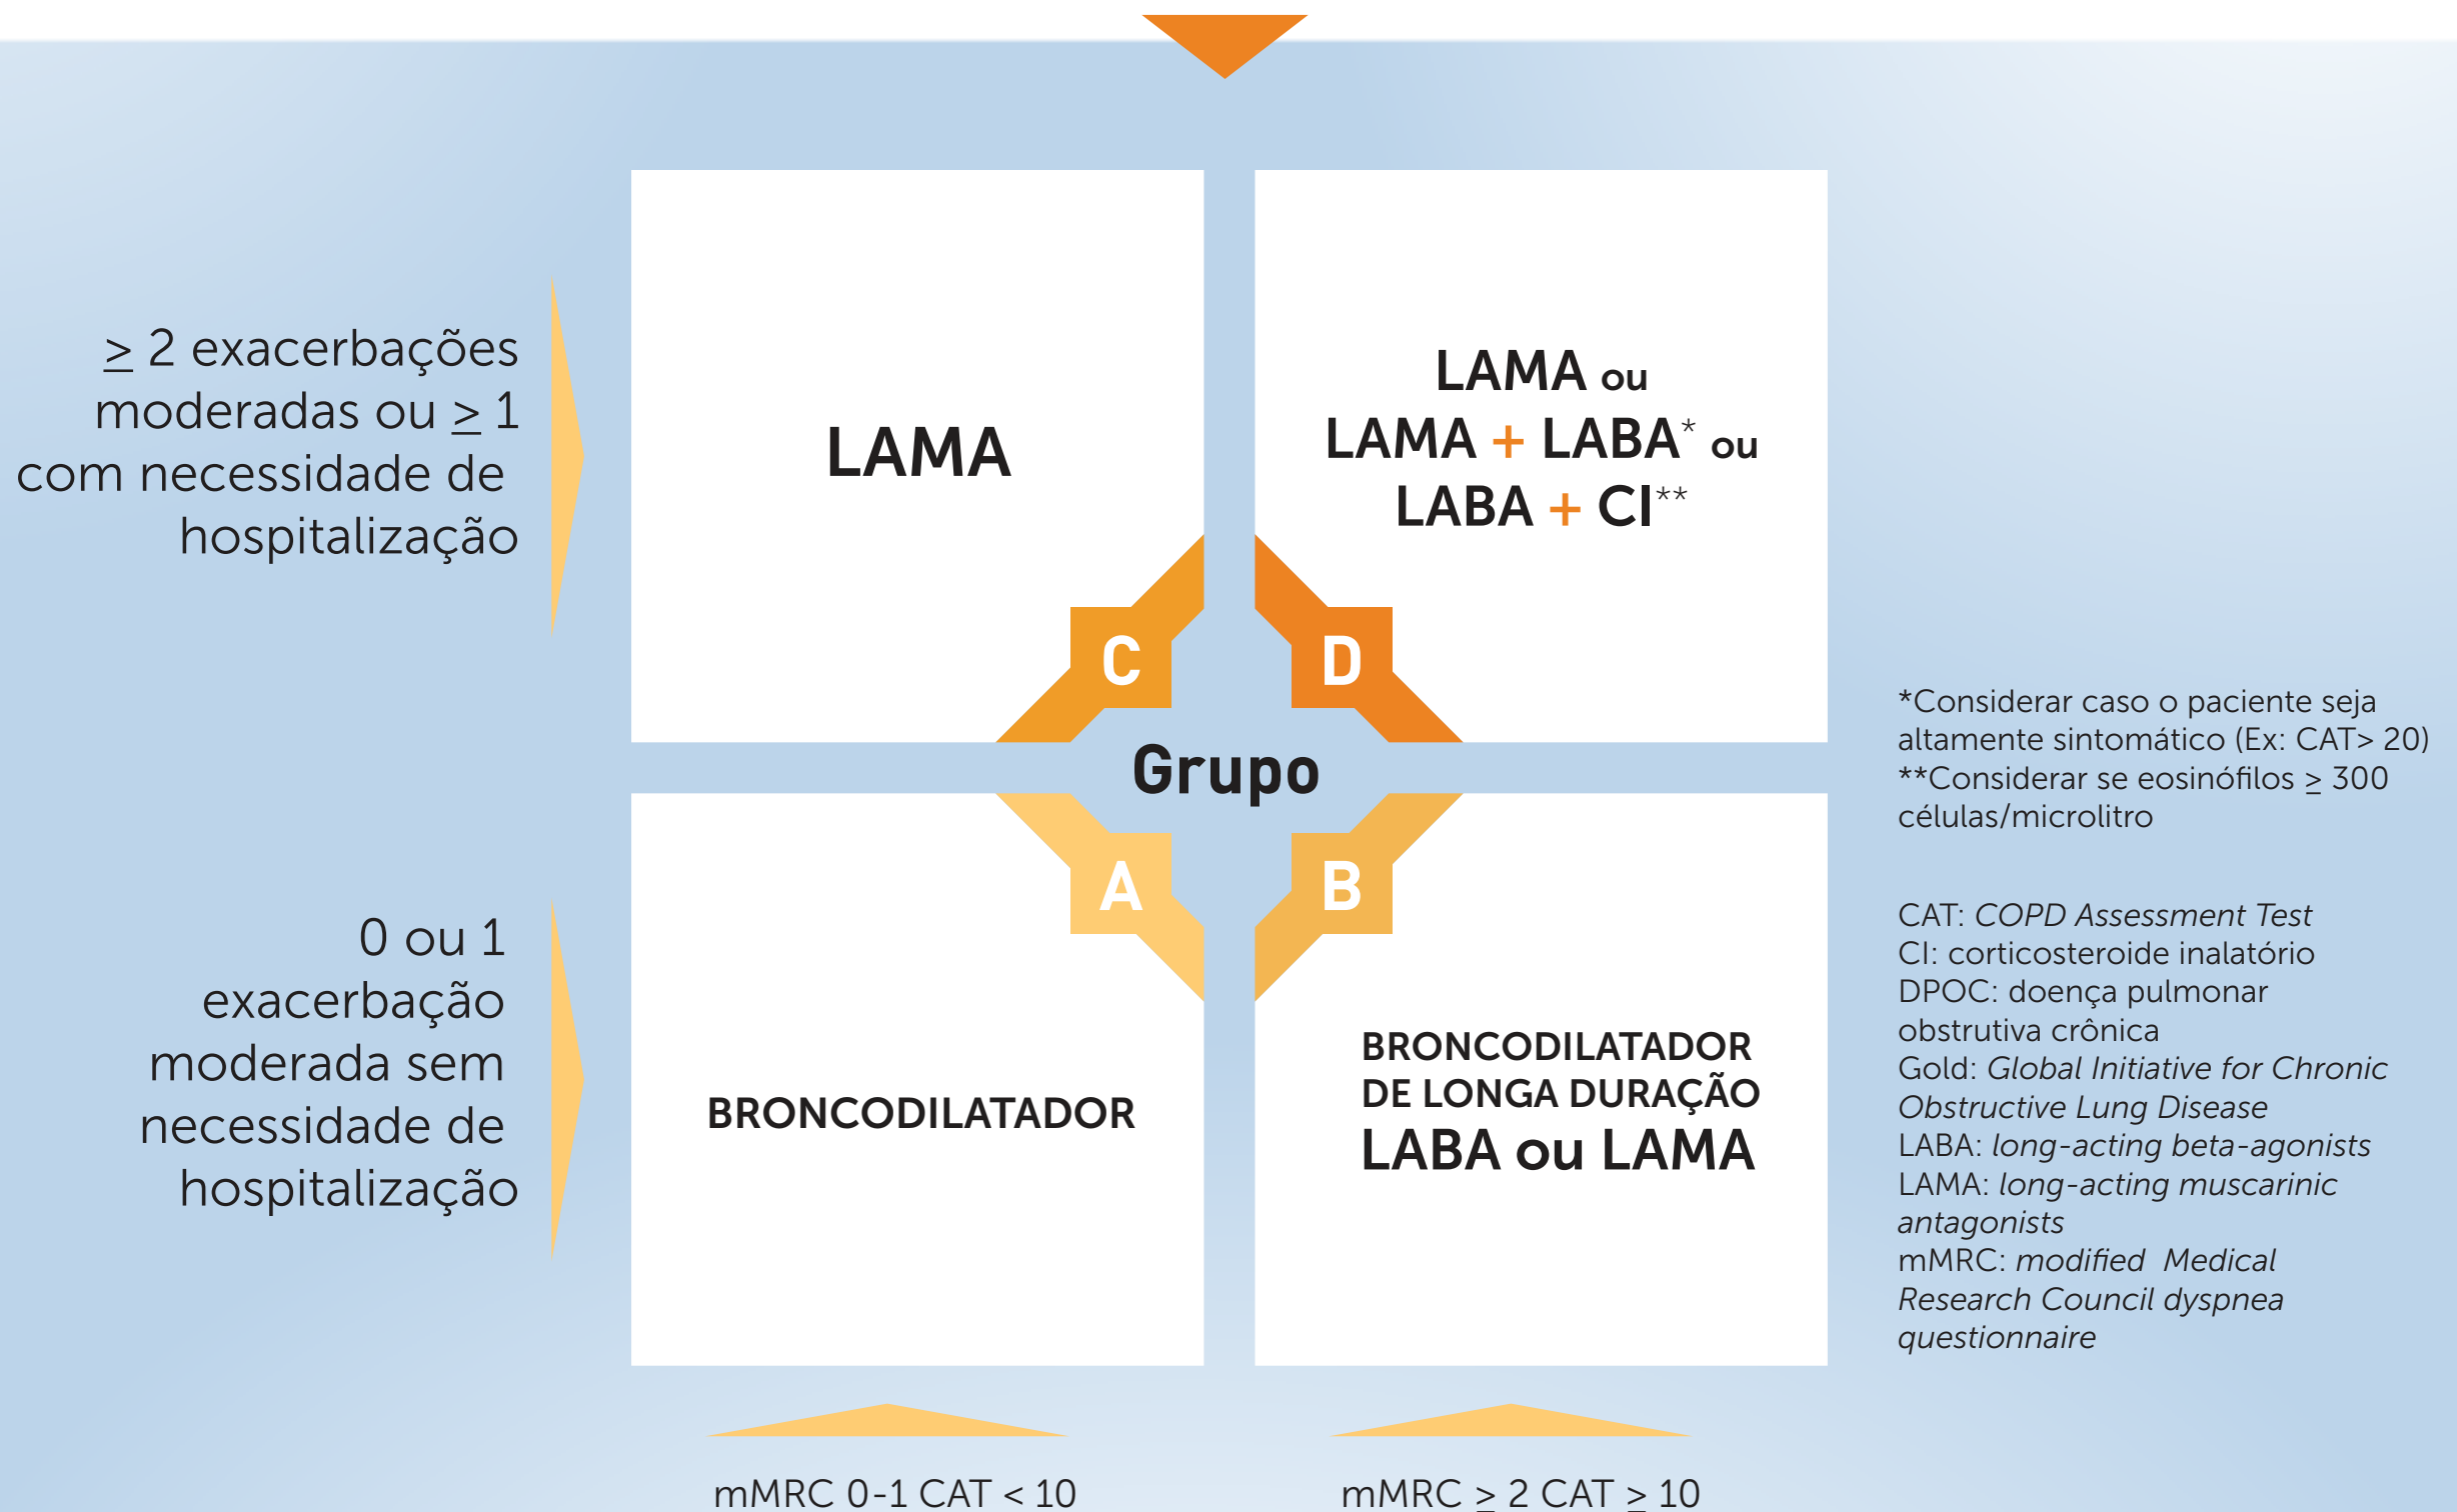 ≥ 2 exacerbações
moderadas ou ≥ 1
com necessidade de
hospitalização
LAMA
LAMA ou
LAMA + LABA* ou
LABA + CI**
C
D
Grupo
A
B
0 ou 1
exacerbação
moderada sem
necessidade de
hospitalização
BRONCODILATADOR
BRONCODILATADOR
DE LONGA DURAÇÃO
LABA ou LAMA
mMRC 0-1 CAT < 10
mMRC ≥ 2 CAT ≥ 10
*Considerar caso o paciente seja
altamente sintomático (Ex: CAT> 20)
**Considerar se eosinófilos ≥ 300
células/microlitro
CAT: COPD Assessment Test
CI: corticosteroide inalatório
DPOC: doença pulmonar
obstrutiva crônica
Gold: Global Initiative for Chronic
Obstructive Lung Disease
LABA: long-acting beta-agonists
LAMA: long-acting muscarinic
antagonists
mMRC: modified Medical
Research Council dyspnea
questionnaire